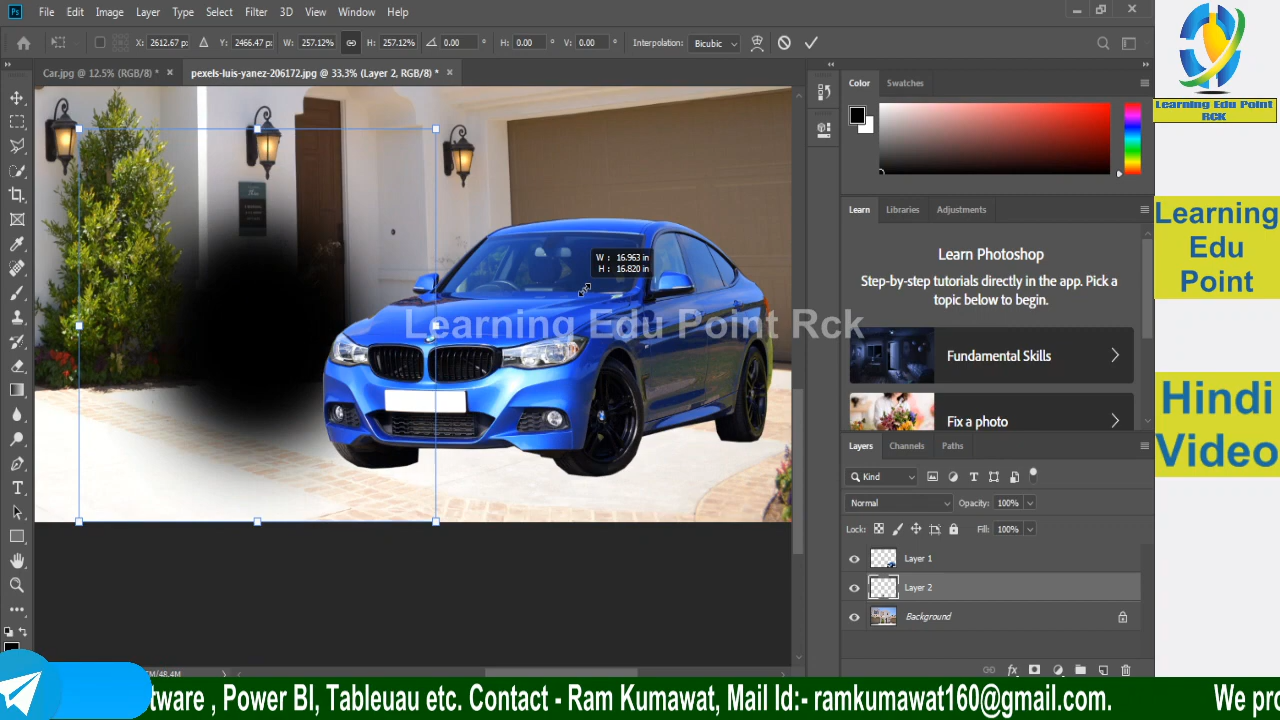 Ps File Edit Image Layer Type Select Filter 3D View Window Help
X: 2612.67 p: Y: 2466.47 p: W: 257.12% H: 257.12% 0.00 ° H: 0.00 ° V: 0.00 ° Interpolation: Bicubic
Car.jpg @ 12.5% (RGB/8) * × pexels-luis-yanez-206172.jpg @ 33.3% (Layer 2, RGB/8) * ×
Color Swatches
Learn Libraries Adjustments
Learn Photoshop
Step-by-step tutorials directly in the app. Pick a
topic below to begin.
Fundamental Skills
Fix a photo
Layers Channels Paths
Kind
Normal Opacity: 100%
Lock: Fill: 100%
Layer 1
Layer 2
Background
fx
W : 16.963 in
H : 16.820 in
Learning Edu Point Rck
M/48.4M
Learning Edu Point
RCK
Learning
Edu
Point
Hindi
Video
tware , Power BI, Tableuau etc. Contact - Ram Kumawat, Mail Id:- ramkumawat160@gmail.com. We pro